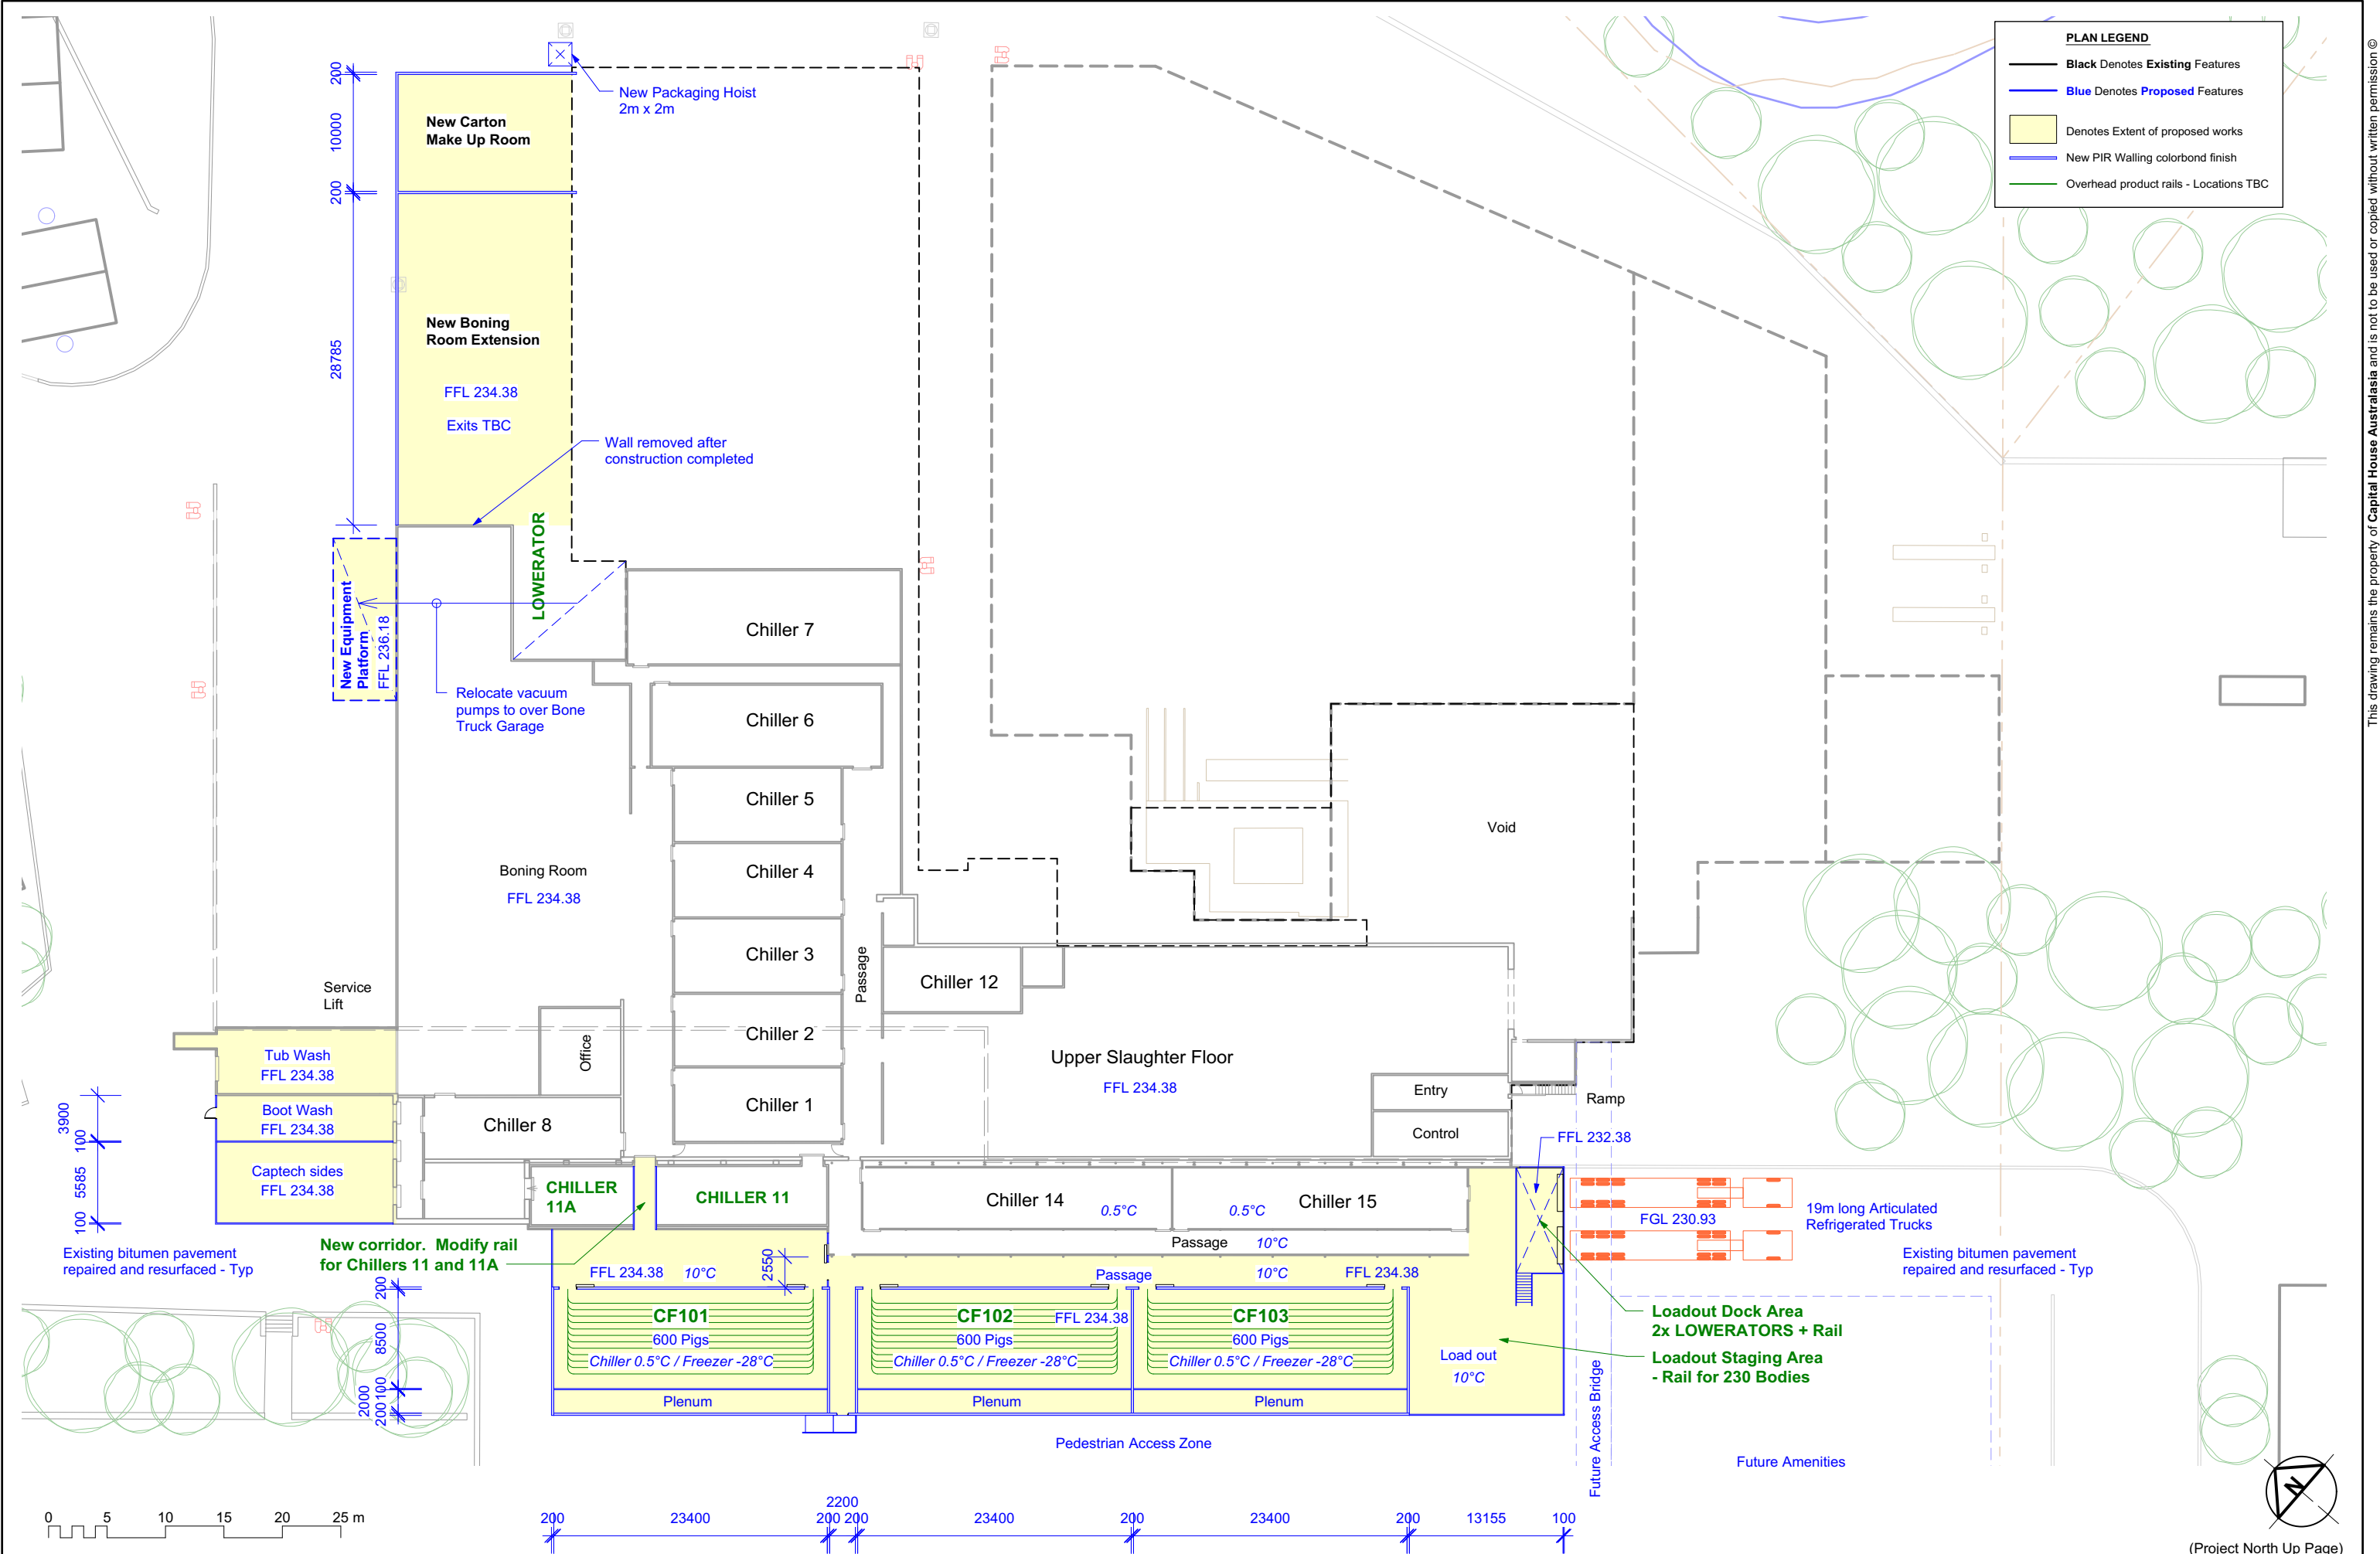 PLAN LEGEND
Black Denotes Existing Features
Blue Denotes Proposed Features
Denotes Extent of proposed works
New PIR Walling colorbond finish
Overhead product rails - Locations TBC
This drawing remains the property of Capital House Australasia and is not to be used or copied without written permission ©
New Packaging Hoist
2m x 2m
200
10000
200
28785
New Carton
Make Up Room
New Boning
Room Extension
FFL 234.38
Exits TBC
Wall removed after
construction completed
LOWERATOR
New Equipment
Platform
FFL 236.18
Relocate vacuum
pumps to over Bone
Truck Garage
Chiller 7
Chiller 6
Chiller 5
Chiller 4
Chiller 3
Chiller 2
Chiller 1
Boning Room
FFL 234.38
Passage
Chiller 12
Void
Service
Lift
Office
Upper Slaughter Floor
FFL 234.38
Entry
Control
Ramp
FFL 232.38
Tub Wash
FFL 234.38
Boot Wash
FFL 234.38
Captech sides
FFL 234.38
3900
100
5585
100
Chiller 8
CHILLER
11A
CHILLER 11
Chiller 14
0.5°C
0.5°C
Chiller 15
Passage 10°C
FGL 230.93
19m long Articulated
Refrigerated Trucks
Existing bitumen pavement
repaired and resurfaced - Typ
Existing bitumen pavement
repaired and resurfaced - Typ
New corridor. Modify rail
for Chillers 11 and 11A
FFL 234.38 10°C
2550
Passage
10°C
FFL 234.38
200
8500
100
2000
200
CF101
600 Pigs
Chiller 0.5°C / Freezer -28°C
Plenum
CF102
FFL 234.38
600 Pigs
Chiller 0.5°C / Freezer -28°C
Plenum
CF103
600 Pigs
Chiller 0.5°C / Freezer -28°C
Plenum
Load out
10°C
Loadout Dock Area
2x LOWERATORS + Rail
Loadout Staging Area
- Rail for 230 Bodies
Future Access Bridge
Pedestrian Access Zone
Future Amenities
0 5 10 15 20 25 m
200 23400 200 2200 200 23400 200 23400 200 13155 100
N
(Project North Up Page)